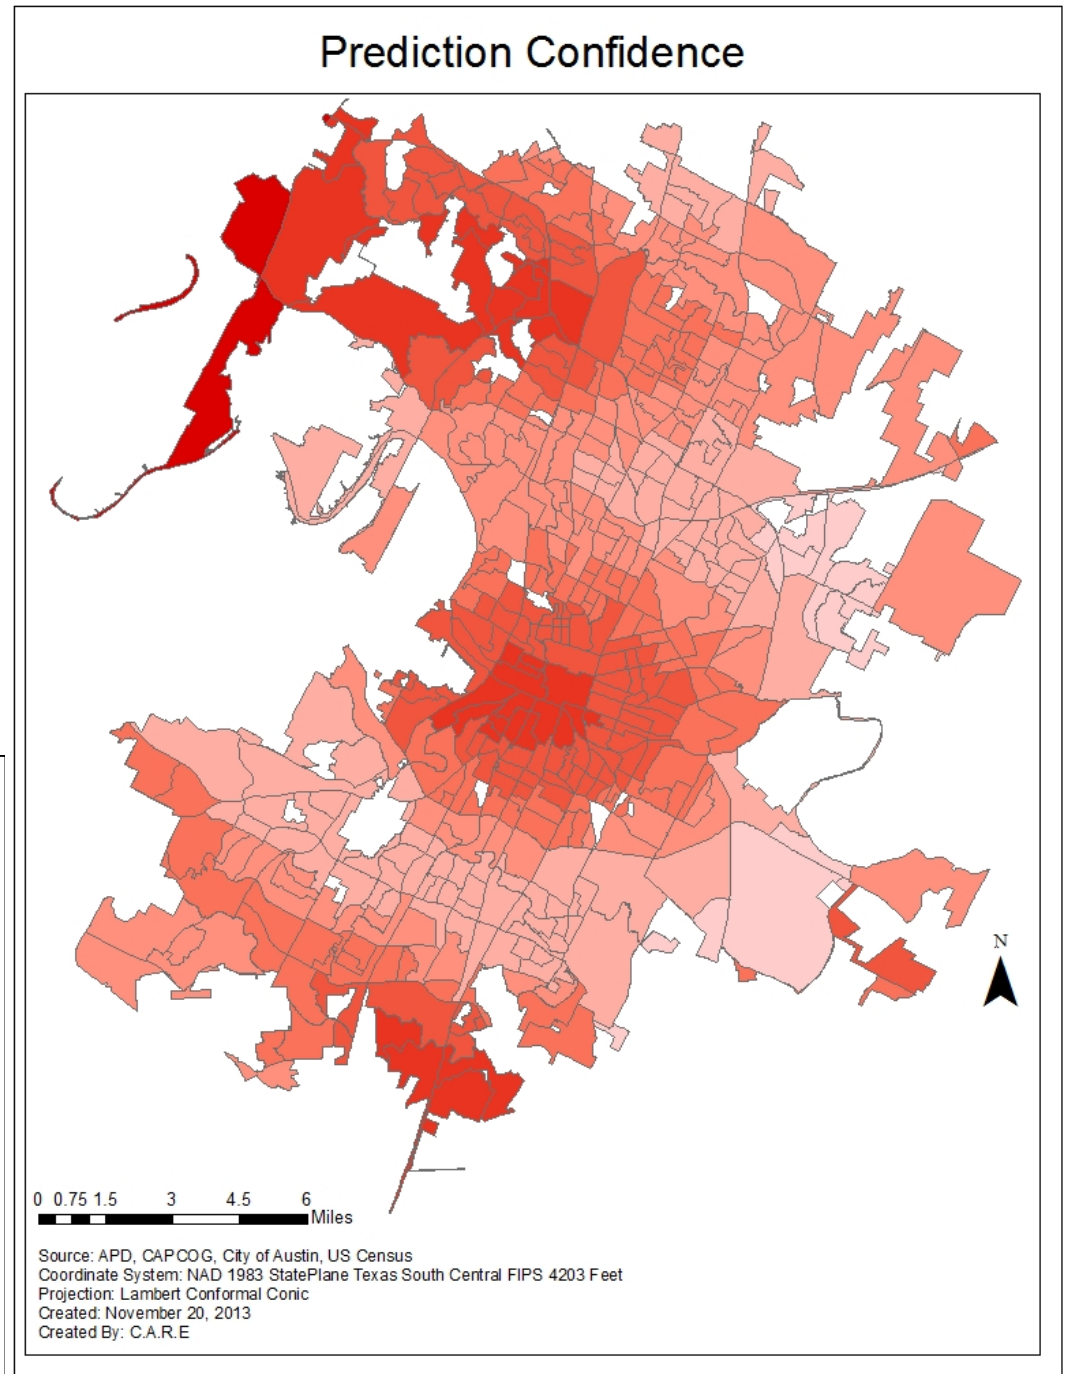 Prediction Confidence
N
0 0.75 1.5 3 4.5 6
Miles
Source: APD, CAPCOG, City of Austin, US Census
Coordinate System: NAD 1983 StatePlane Texas South Central FIPS 4203 Feet
Projection: Lambert Conformal Conic
Created: November 20, 2013
Created By: C.A.R.E